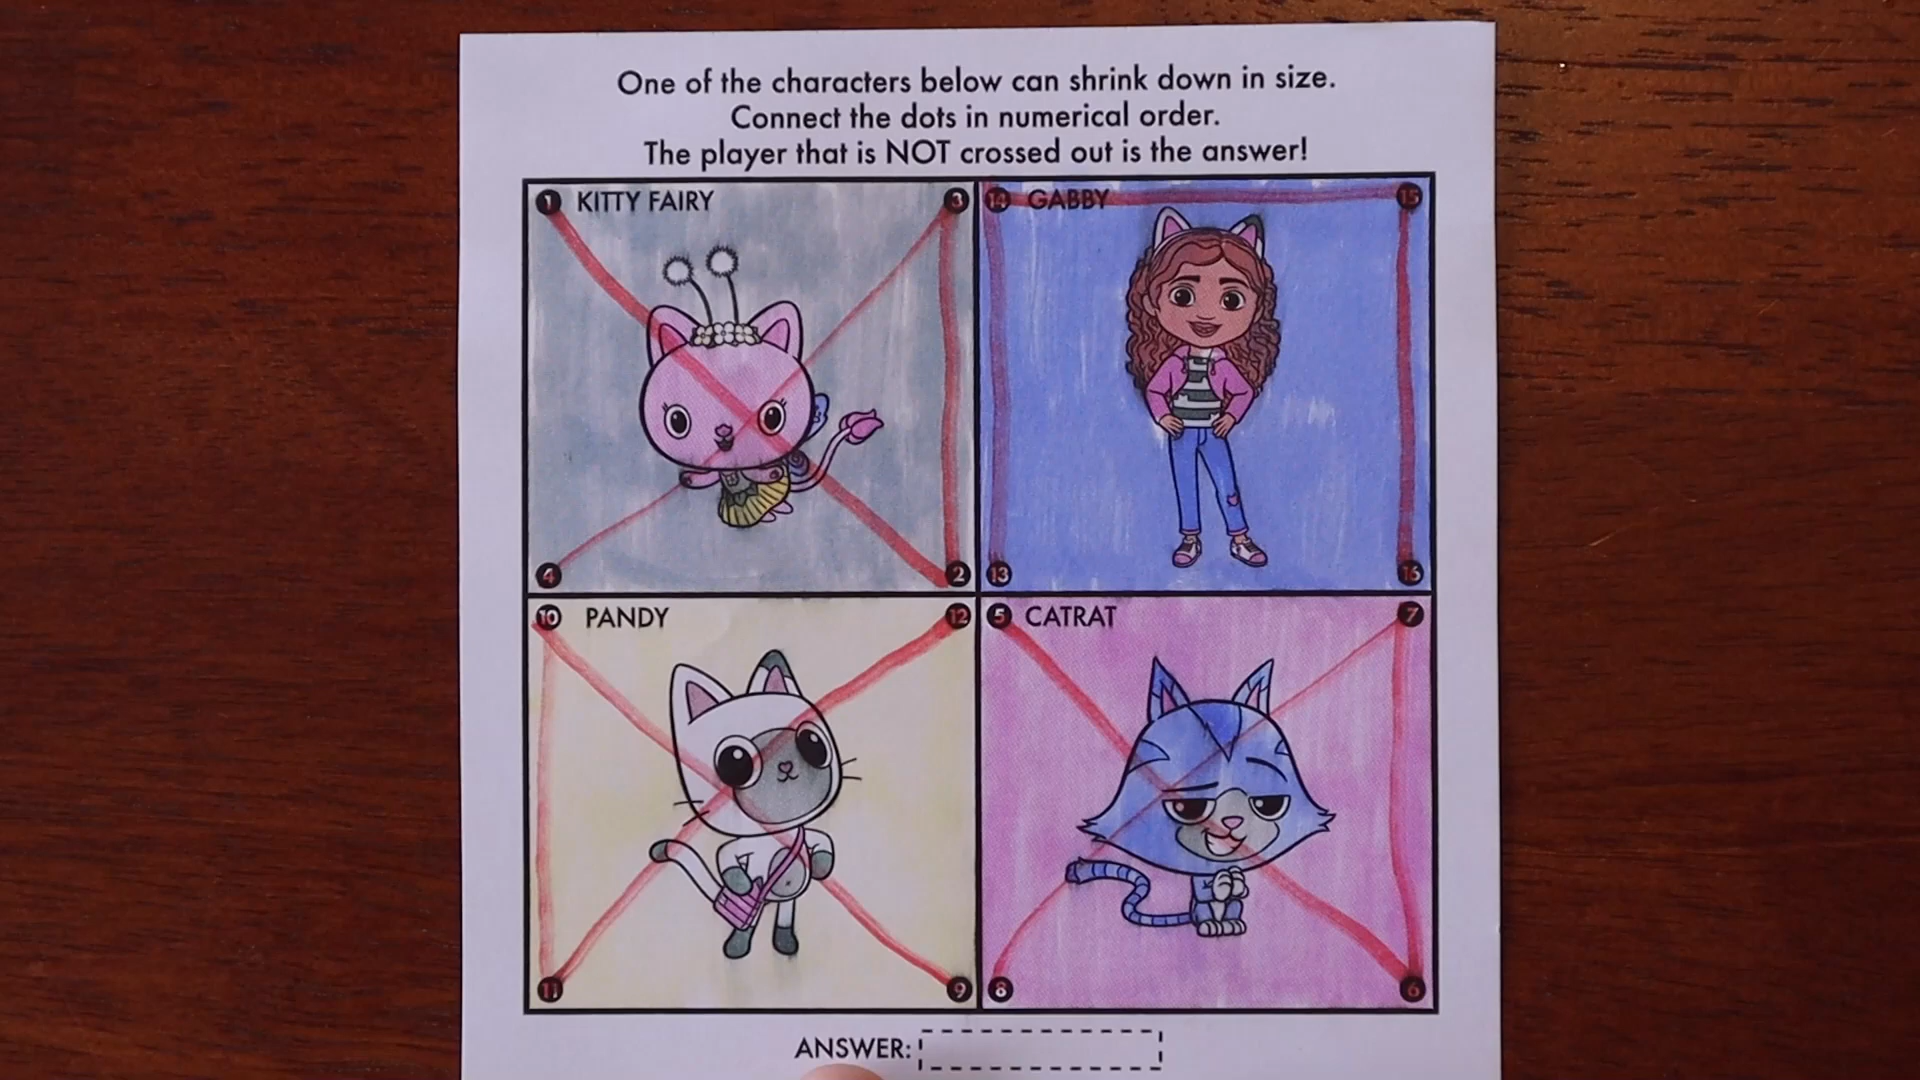 One of the characters below can shrink down in size.
Connect the dots in numerical order.
The player that is NOT crossed out is the answer!
1 KITTY FAIRY 3
14 GABBY 15
4 2
13 16
10 PANDY 12
5 CATRAT 7
11 9
8 6
ANSWER: